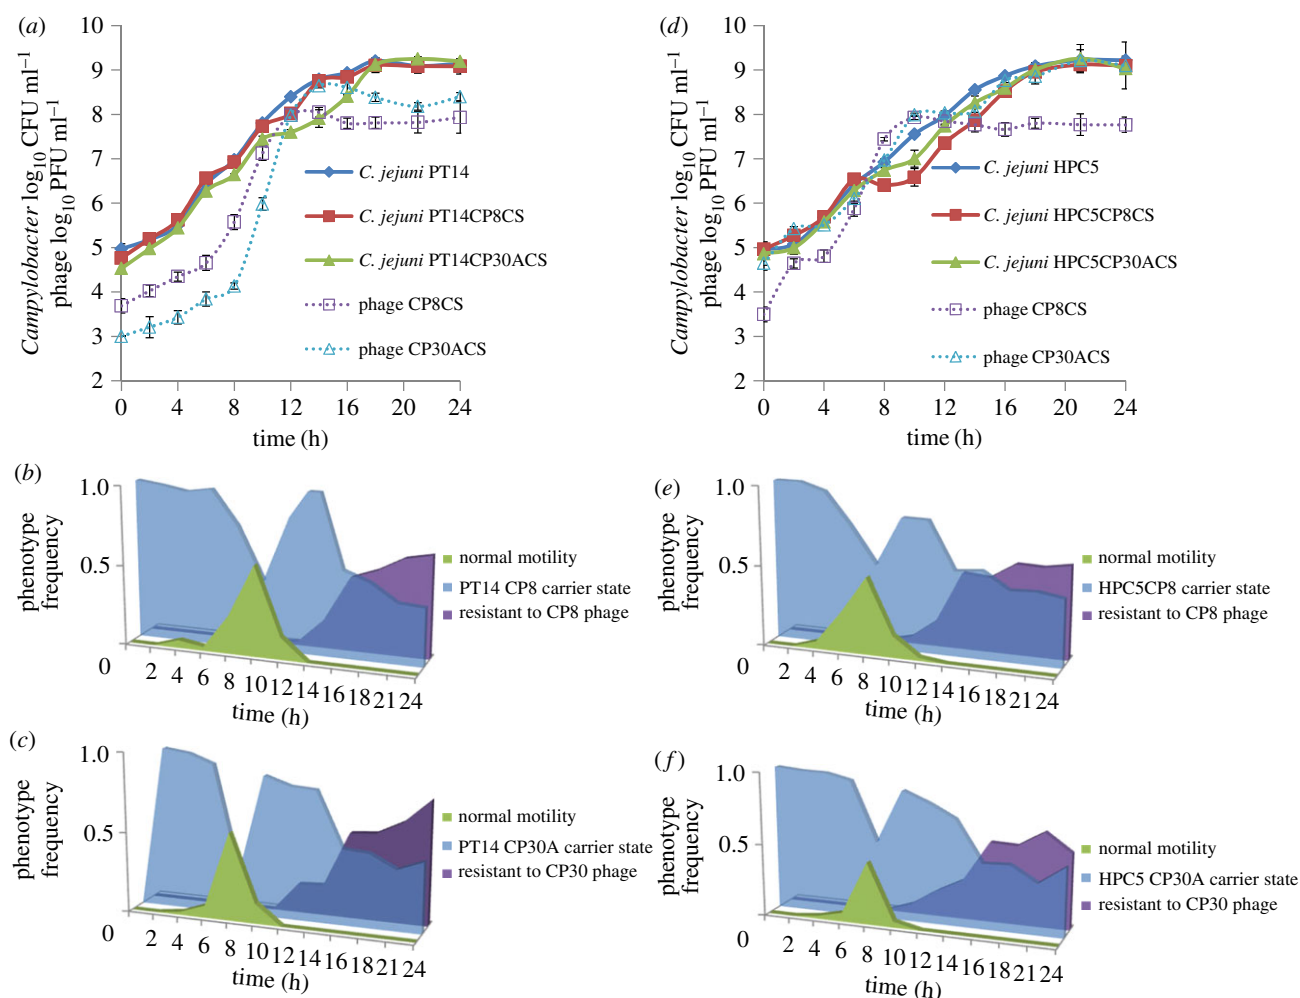 (a)
Campylobacter log10 CFU ml−1
phage log10 PFU ml−1
10
9
8
7
6
5
4
3
2
0 4 8 12 16 20 24
time (h)
C. jejuni PT14
C. jejuni PT14CP8CS
C. jejuni PT14CP30ACS
phage CP8CS
phage CP30ACS
(d)
Campylobacter log10 CFU ml−1
phage log10 PFU ml−1
10
9
8
7
6
5
4
3
2
0 4 8 12 16 20 24
time (h)
C. jejuni HPC5
C. jejuni HPC5CP8CS
C. jejuni HPC5CP30ACS
phage CP8CS
phage CP30ACS
(b)
phenotype
frequency
1.0
0.5
0
2 4 6 8 10 12 14 16 18 21 24
time (h)
normal motility
PT14 CP8 carrier state
resistant to CP8 phage
(e)
phenotype
frequency
1.0
0.5
0
2 4 6 8 10 12 14 16 18 21 24
time (h)
normal motility
HPC5CP8 carrier state
resistant to CP8 phage
(c)
phenotype
frequency
1.0
0.5
0
2 4 6 8 10 12 14 16 18 21 24
time (h)
normal motility
PT14 CP30A carrier state
resistant to CP30 phage
(f)
phenotype
frequency
1.0
0.5
0
2 4 6 8 10 12 14 16 18 21 24
time (h)
normal motility
HPC5 CP30A carrier state
resistant to CP30 phage